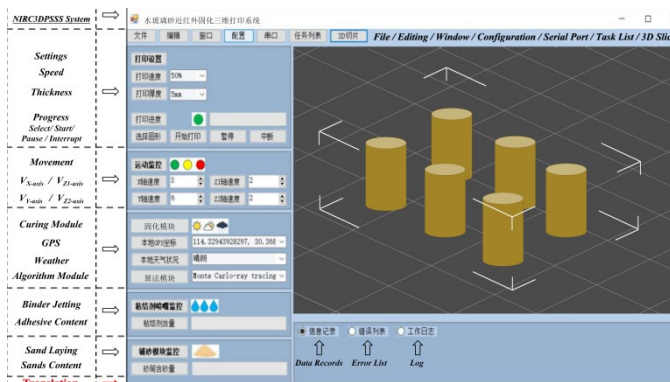 NIRC3DPSSS System
水玻璃砂近红外固化三维打印系统
文件 编辑 窗口 配置 串口 任务列表 3D切片 File / Editing / Window / Configuration / Serial Port / Task List / 3D Slic
Settings
打印设置
Speed
打印速度 50%
Thickness
打印厚度 5mm
Progress
打印进度
Select/ Start/
Pause / Interrupt
选择图形 开始打印 暂停 中断
Movement
运动监控
VX-axis / VZ1-axis
X轴速度 3 Z1轴速度 2
VY-axis / VZ2-axis
Y轴速度 6 Z2轴速度 2
Curing Module
固化模块
GPS
本地GPS坐标 114.32943928297, 30.368
Weather
本地天气状况 晴朗
Algorithm Module
算法模块 Monte Carlo-ray tracing
Binder Jetting
粘结剂喷嘴监控
Adhesive Content
粘结剂含量
Sand Laying
铺砂模块监控
Sands Content
砂箱含砂量
信息记录 错误列表 工作日志
Data Records Error List Log
Translation